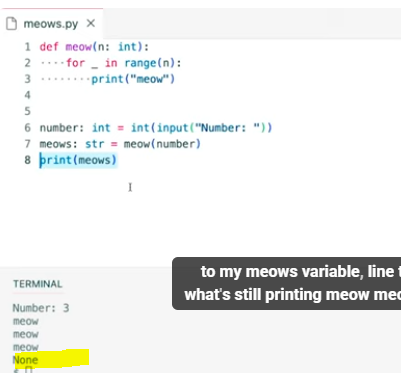 meows.py ×
1 def meow(n: int):
2 ····for _ in range(n):
3 ········print("meow")
4
5
6 number: int = int(input("Number: "))
7 meows: str = meow(number)
8 print(meows)
to my meows variable, line
what's still printing meow
TERMINAL
Number: 3
meow
meow
meow
None